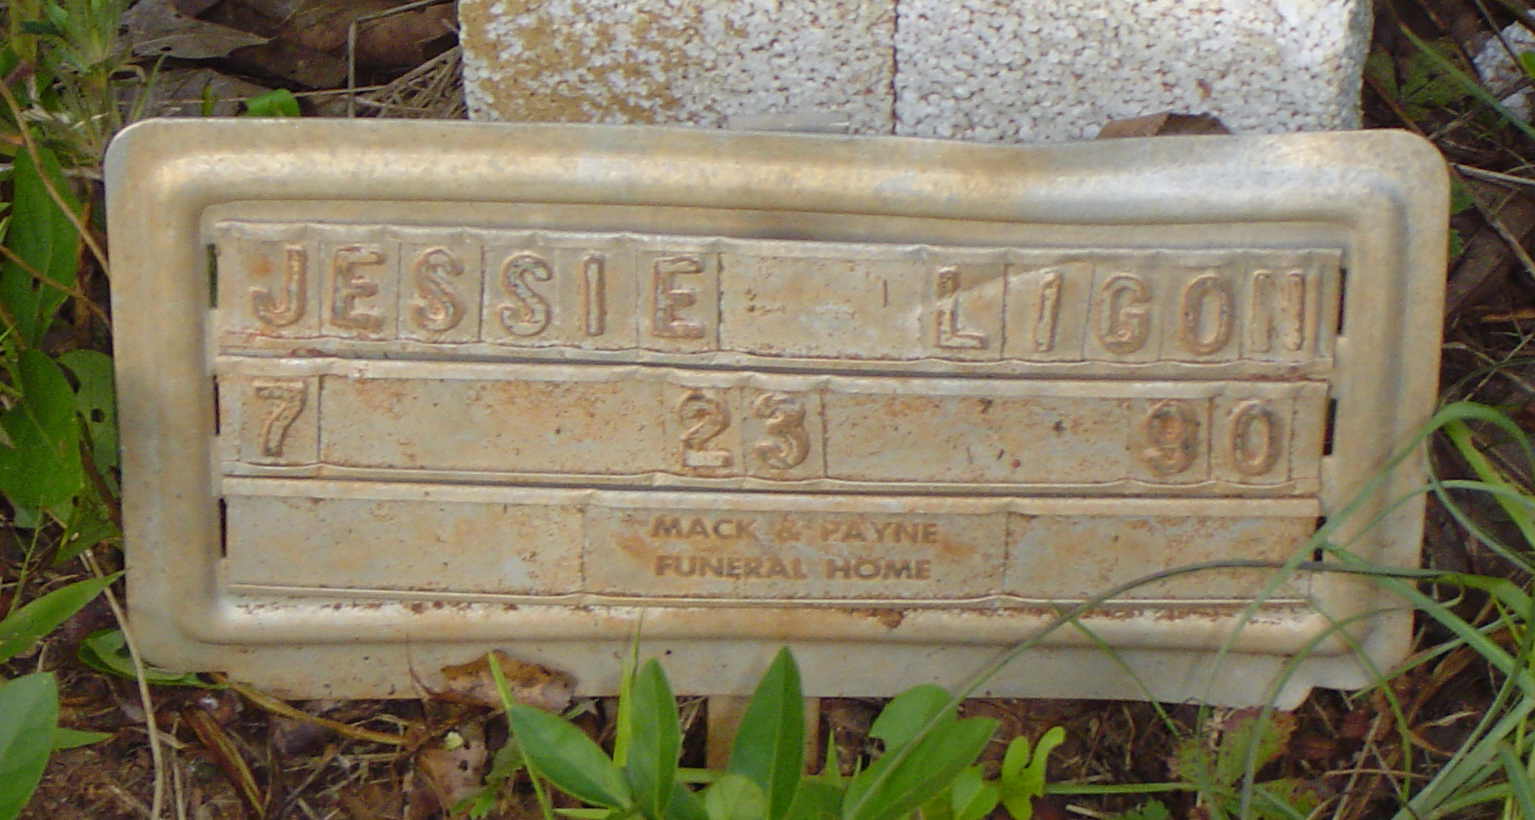 JESSIE LIGON
7 23 90
MACK & PAYNE
FUNERAL HOME